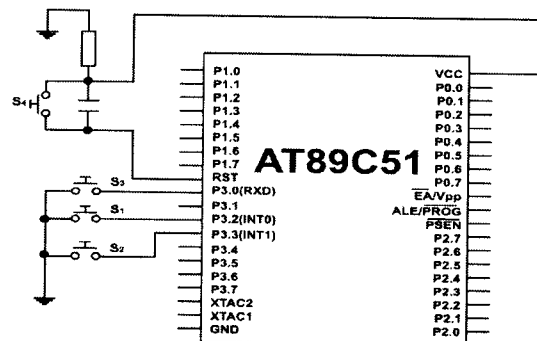 S4
S3
S1
S2
P1.0
P1.1
P1.2
P1.3
P1.4
P1.5
P1.6
P1.7
RST
P3.0(RXD)
P3.1
P3.2(INT0)
P3.3(INT1)
P3.4
P3.5
P3.6
P3.7
XTAC2
XTAC1
GND
AT89C51
VCC
P0.0
P0.1
P0.2
P0.3
P0.4
P0.5
P0.6
P0.7
EA/Vpp
ALE/PROG
PSEN
P2.7
P2.6
P2.5
P2.4
P2.3
P2.2
P2.1
P2.0